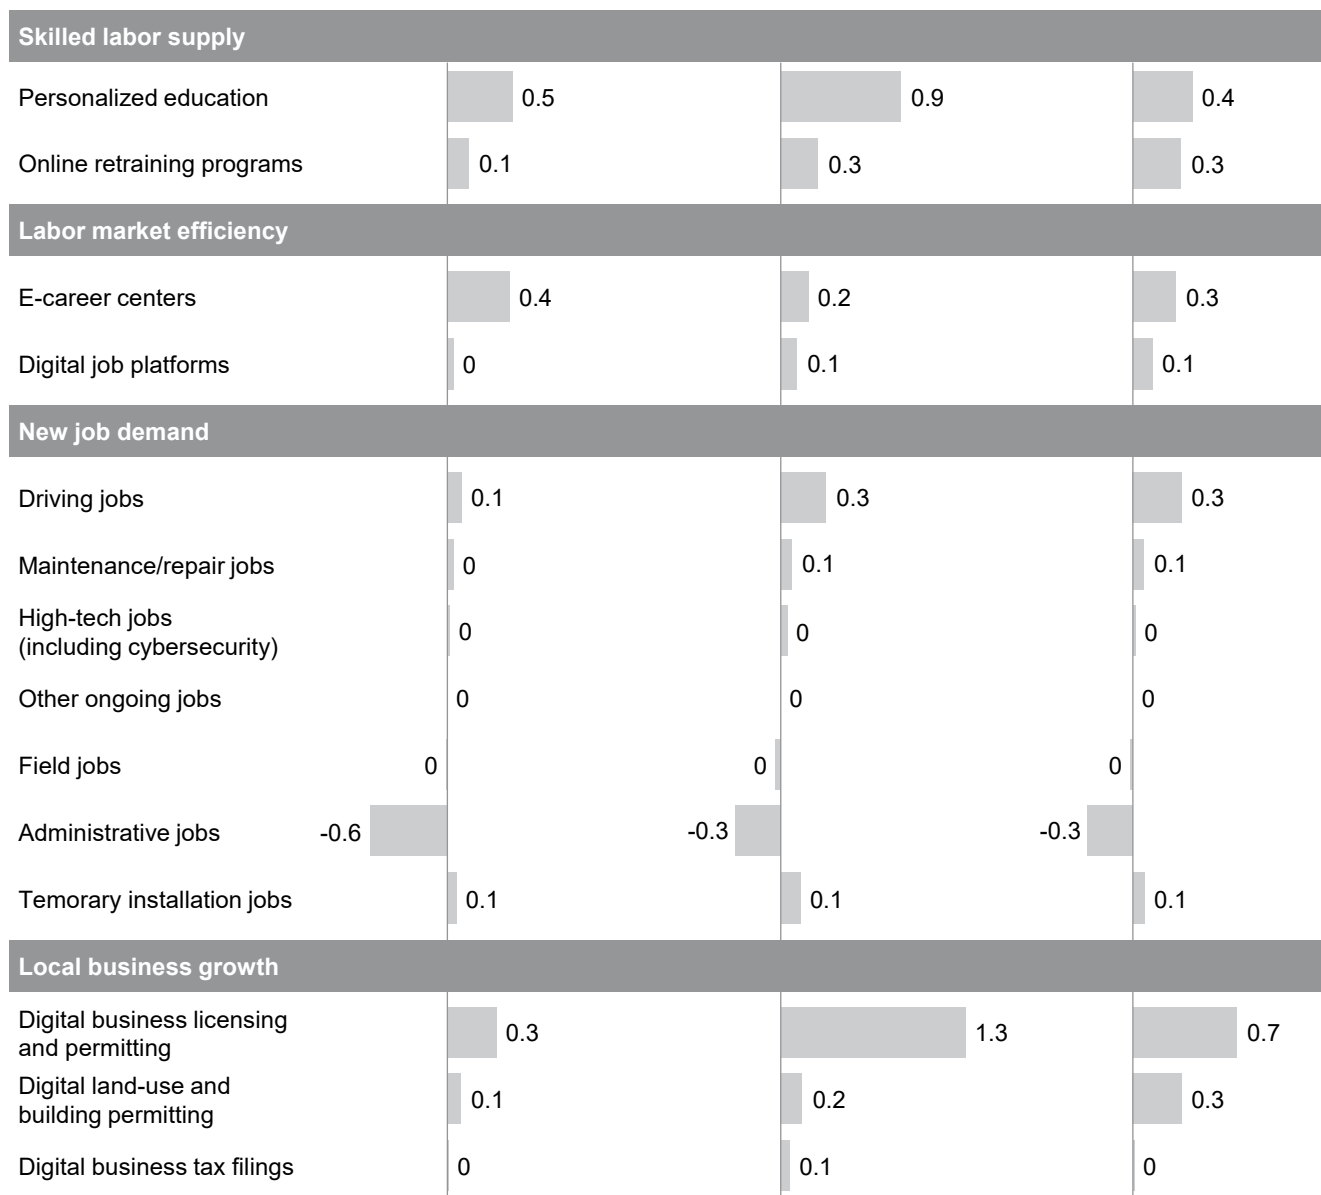 Skilled labor supply
Personalized education 0.5 0.9 0.4
Online retraining programs 0.1 0.3 0.3
Labor market efficiency
E-career centers 0.4 0.2 0.3
Digital job platforms 0 0.1 0.1
New job demand
Driving jobs 0.1 0.3 0.3
Maintenance/repair jobs 0 0.1 0.1
High-tech jobs
(including cybersecurity) 0 0 0
Other ongoing jobs 0 0 0
Field jobs 0 0 0
Administrative jobs -0.6 -0.3 -0.3
Temorary installation jobs 0.1 0.1 0.1
Local business growth
Digital business licensing
and permitting 0.3 1.3 0.7
Digital land-use and
building permitting 0.1 0.2 0.3
Digital business tax filings 0 0.1 0